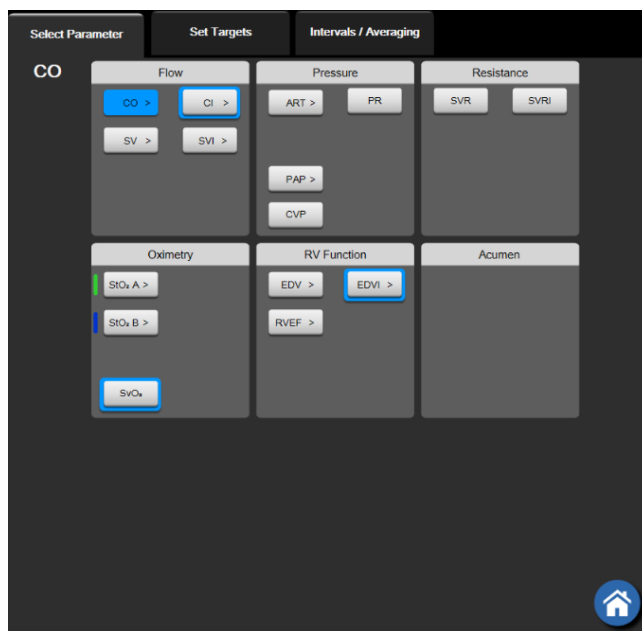 Select Parameter
Set Targets
Intervals / Averaging
CO
Flow
CO >
CI >
SV >
SVI >
Pressure
ART >
PR
PAP >
CVP
Resistance
SVR
SVRI
Oximetry
StO₂ A >
StO₂ B >
SvO₂
RV Function
EDV >
EDVI >
RVEF >
Acumen